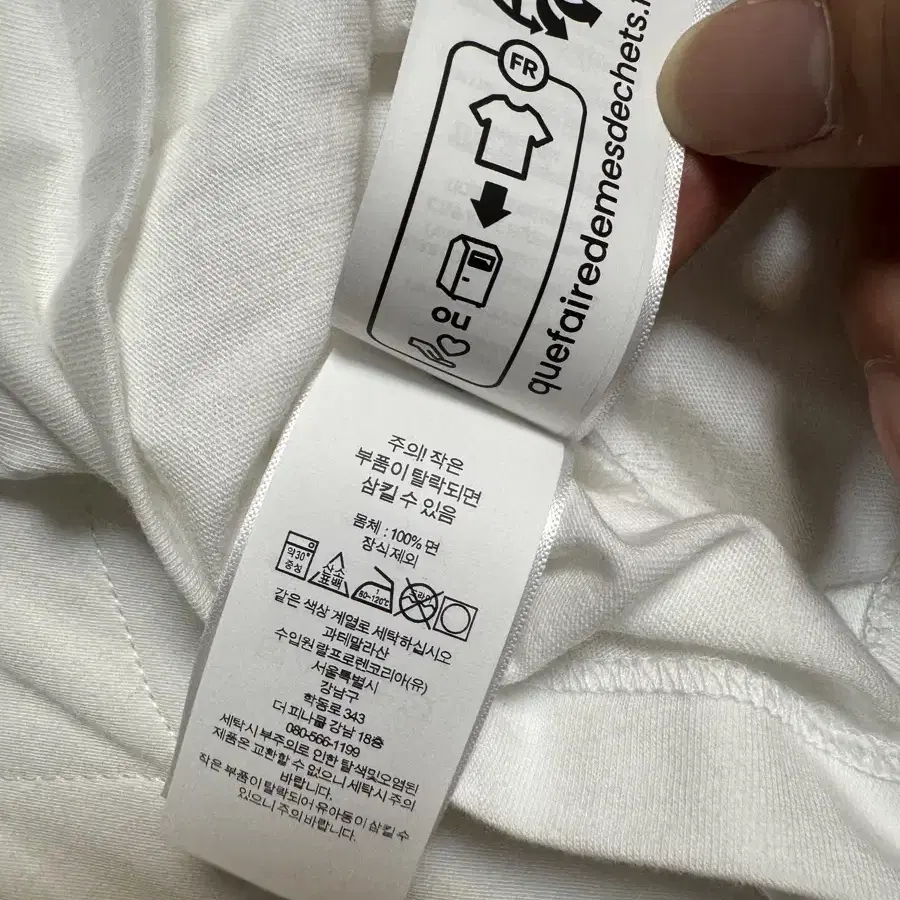 FR
OU
quefairedemesdechets.f
주의! 작은
부품이 탈락되면
삼킬 수 있음
몸체 : 100% 면
장식 제외
약30°
중성
산소
표백
80~120℃
드라이
같은 색상 계열로 세탁하십시오
과테말라산
수입원 랄프로렌코리아(유)
서울특별시
강남구
학동로 343
더 피나클 강남 18층
080-566-1199
세탁시 부주의로 인한 탈색및오염된
제품은 교환할 수 없으니 세탁시 주의
바랍니다.
작은 부품이 탈락되어 유아동이 삼킬 수
있으니 주의 바랍니다.